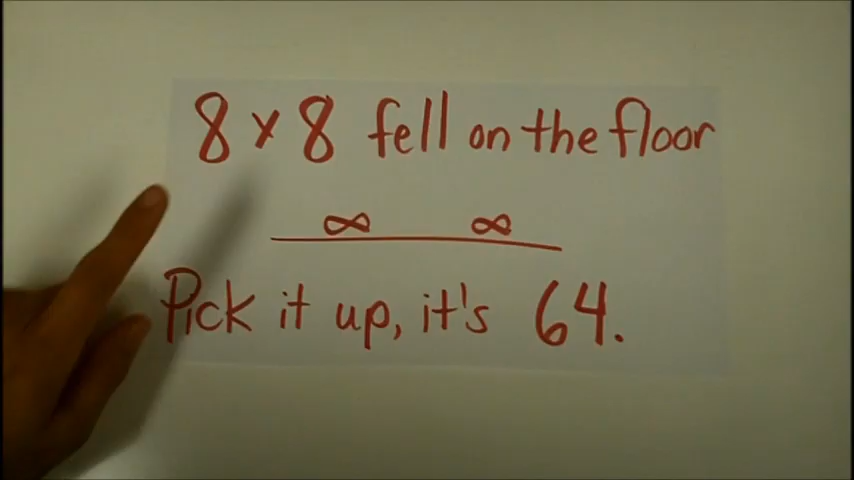 8 x 8 fell on the floor
∞ ∞
Pick it up, it's 64.